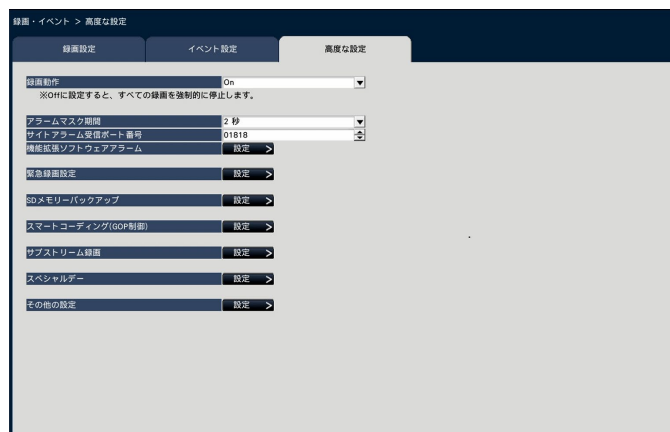 録画・イベント > 高度な設定
録画設定 イベント設定 高度な設定
録画動作 On
※Offに設定すると、すべての録画を強制的に停止します。
アラームマスク期間 2 秒
サイトアラーム受信ポート番号 01818
機能拡張ソフトウェアアラーム 設定 >
緊急録画設定 設定 >
SDメモリーバックアップ 設定 >
スマートコーディング(GOP制御) 設定 >
サブストリーム録画 設定 >
スペシャルデー 設定 >
その他の設定 設定 >